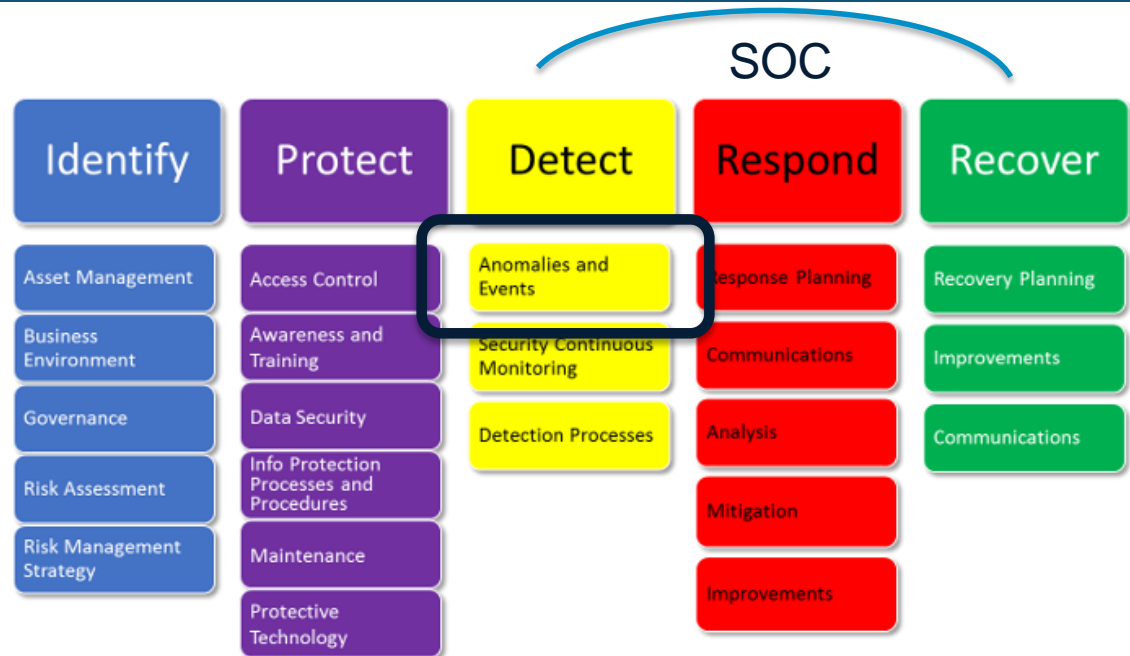 SOC
Identify
Protect
Detect
Respond
Recover
Asset Management
Business
Environment
Governance
Risk Assessment
Risk Management
Strategy
Access Control
Awareness and
Training
Data Security
Info Protection
Processes and
Procedures
Maintenance
Protective
Technology
Anomalies and
Events
Security Continuous
Monitoring
Detection Processes
Response Planning
Communications
Analysis
Mitigation
Improvements
Recovery Planning
Improvements
Communications